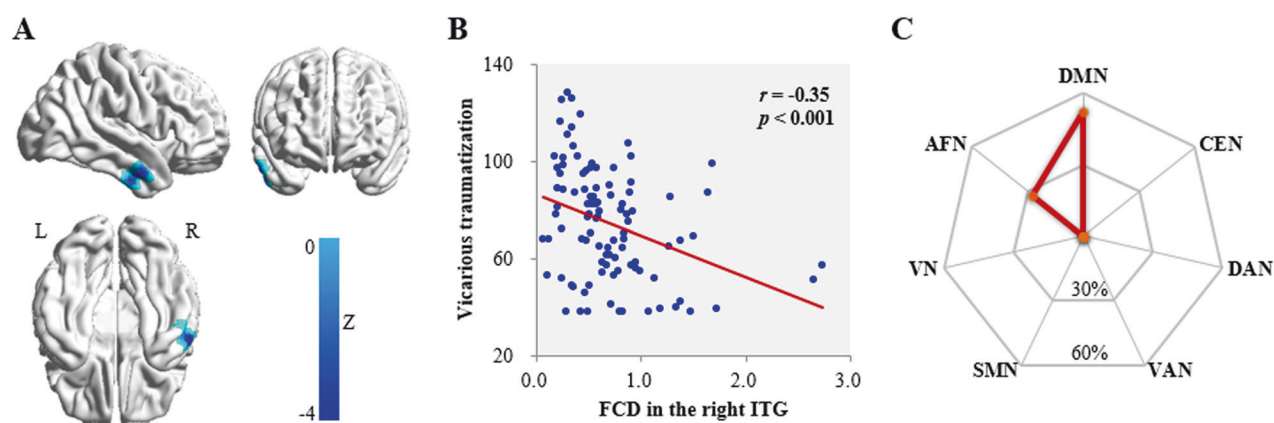 A
L
R
0
Z
-4
B
Vicarious traumatization
140
100
60
20
r = -0.35
p < 0.001
0.0 1.0 2.0 3.0
FCD in the right ITG
C
DMN
AFN
CEN
VN
DAN
30%
60%
SMN
VAN